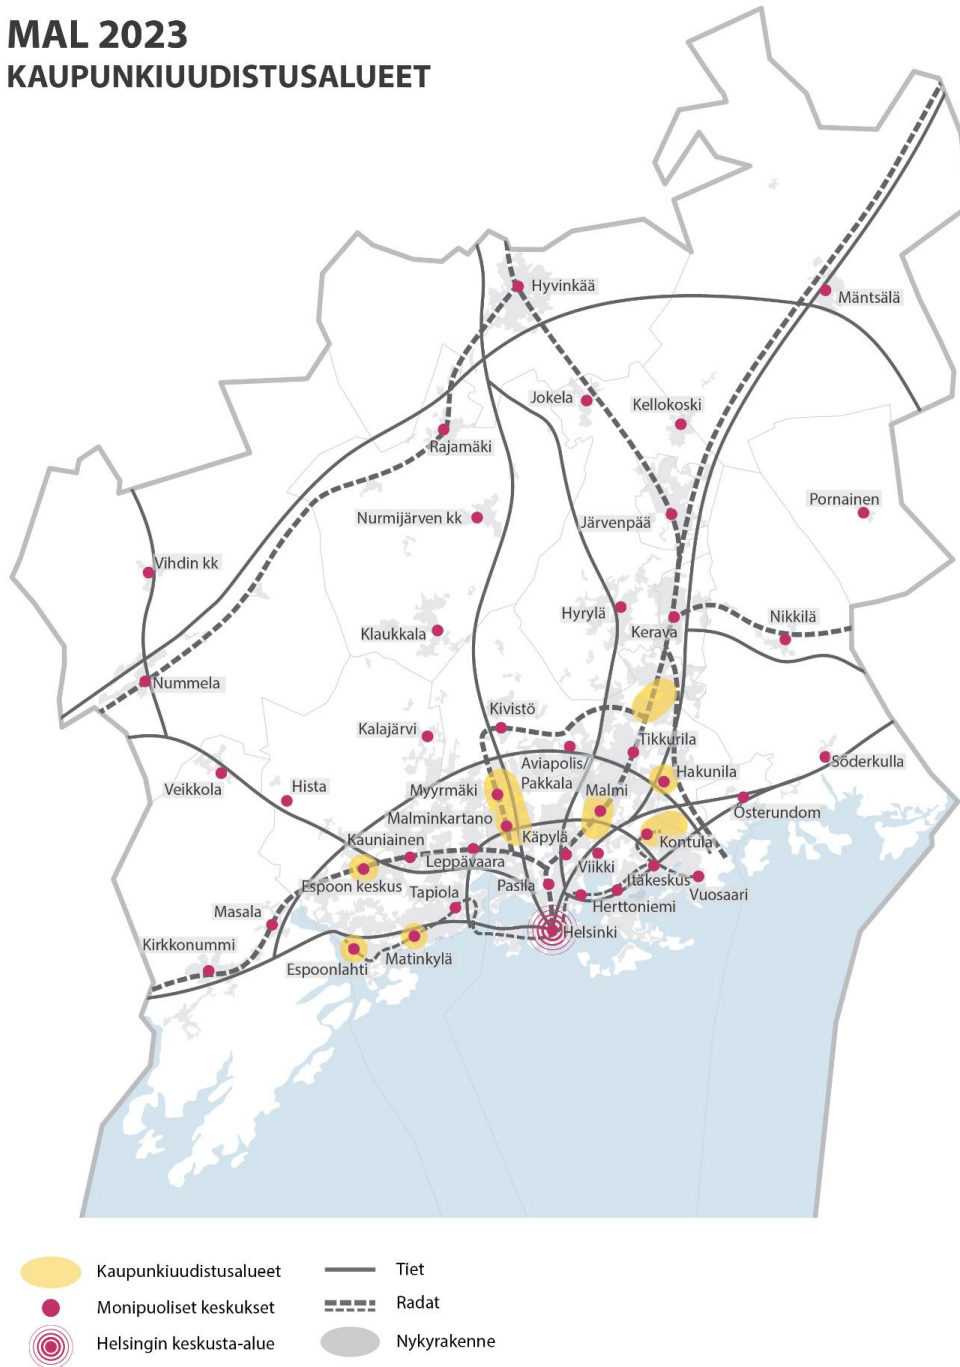 MAL 2023
KAUPUNKIUUDISTUSALUEET
Hyvinkää
Mäntsälä
Jokela
Kellokoski
Rajamäki
Pornainen
Nurmijärven kk
Järvenpää
Vihdin kk
Hyrylä
Nikkilä
Klaukkala
Kerava
Nummela
Kivistö
Kalajärvi
Tikkurila
Aviapolis/
Pakkala
Hakunila
Söderkulla
Veikkola
Hista
Myyrmäki
Malmi
Östersundom
Malminkartano
Käpylä
Kontula
Kauniainen
Leppävaara
Viikki
Itäkeskus
Espoon keskus
Tapiola
Pasila
Vuosaari
Herttoniemi
Masala
Helsinki
Kirkkonummi
Matinkylä
Espoonlahti
Kaupunkiuudistusalueet
Monipuoliset keskukset
Helsingin keskusta-alue
Tiet
Radat
Nykyrakenne